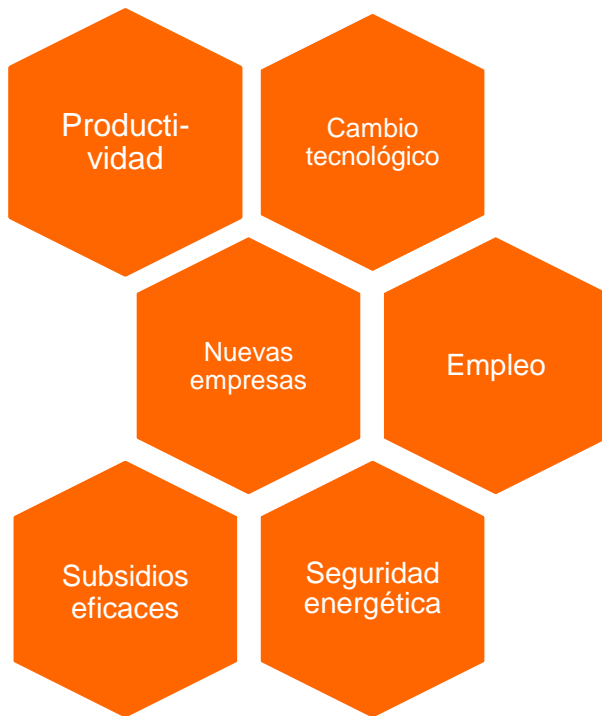 Producti-
vidad
Cambio
tecnológico
Nuevas
empresas
Empleo
Subsidios
eficaces
Seguridad
energética